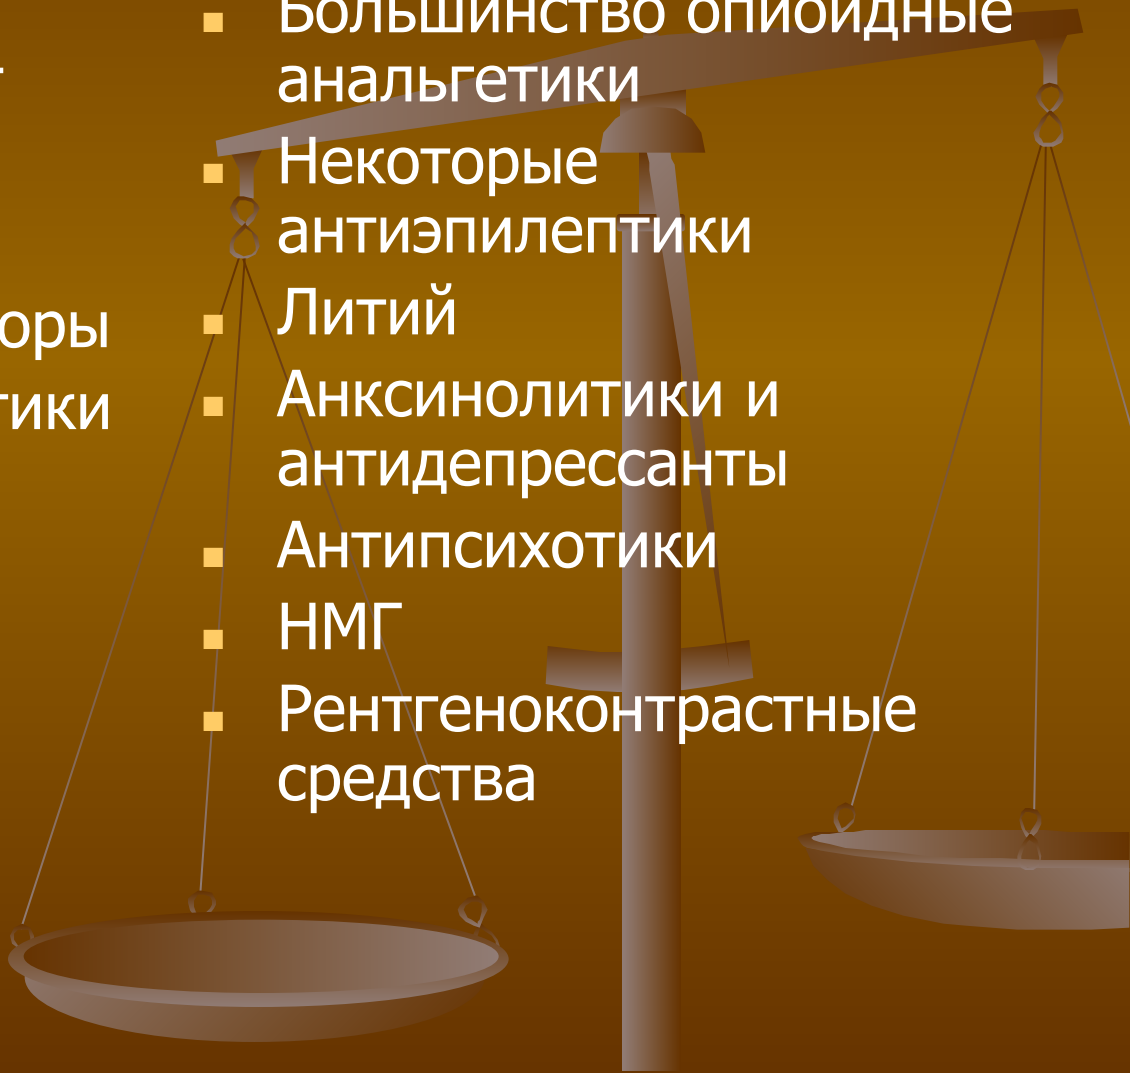 Большинство опиоидные
анальгетики
Некоторые
антиэпилептики
Литий
Анксинолитики и
антидепрессанты
Антипсихотики
НМГ
Рентгеноконтрастные
средства